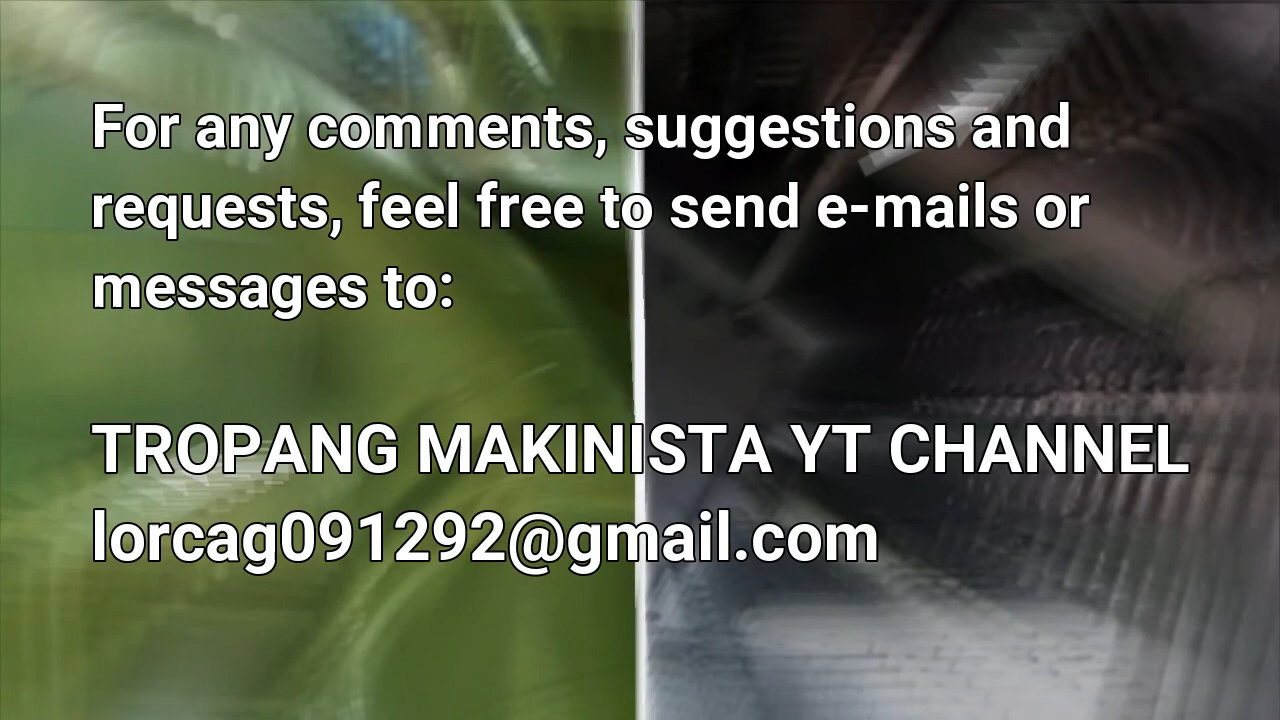 For any comments, suggestions and
requests, feel free to send e-mails or
messages to:
TROPANG MAKINISTA YT CHANNEL
lorcag091292@gmail.com